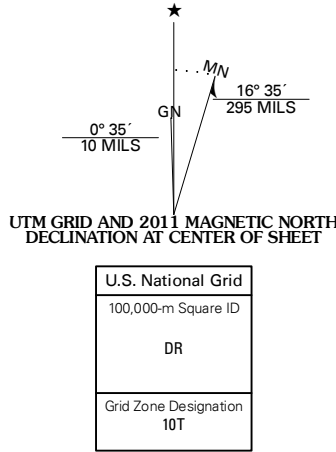 ★
MN
GN
0° 35´
10 MILS
16° 35´
295 MILS
UTM GRID AND 2011 MAGNETIC NORTH
DECLINATION AT CENTER OF SHEET
U.S. National Grid
100,000-m Square ID
DR
Grid Zone Designation
10T